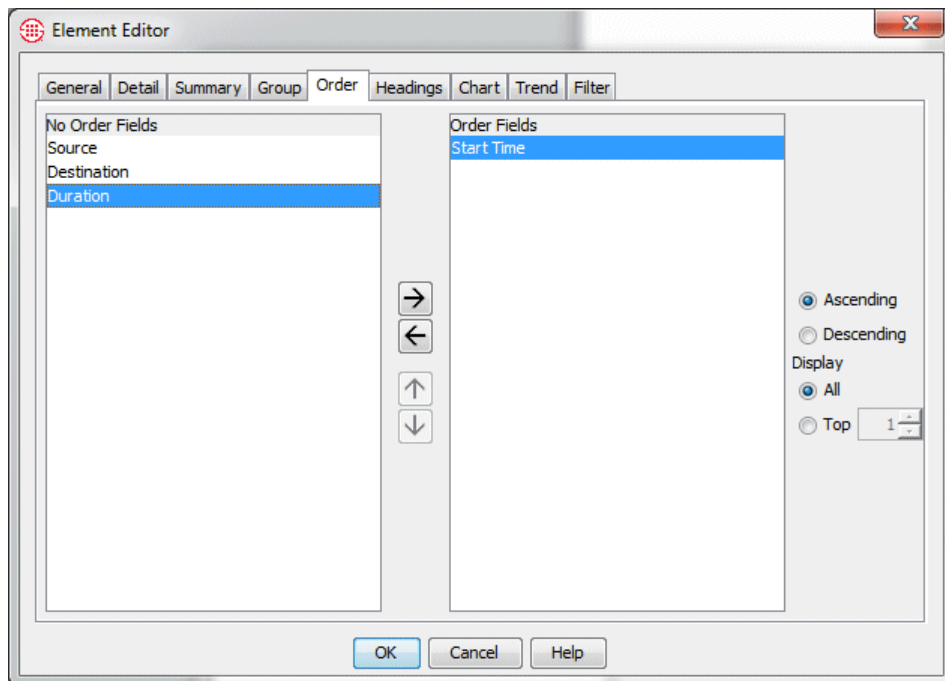 Element Editor
General Detail Summary Group Order Headings Chart Trend Filter
No Order Fields
Source
Destination
Duration
Order Fields
Start Time
Ascending
Descending
Display
All
Top 1
OK Cancel Help